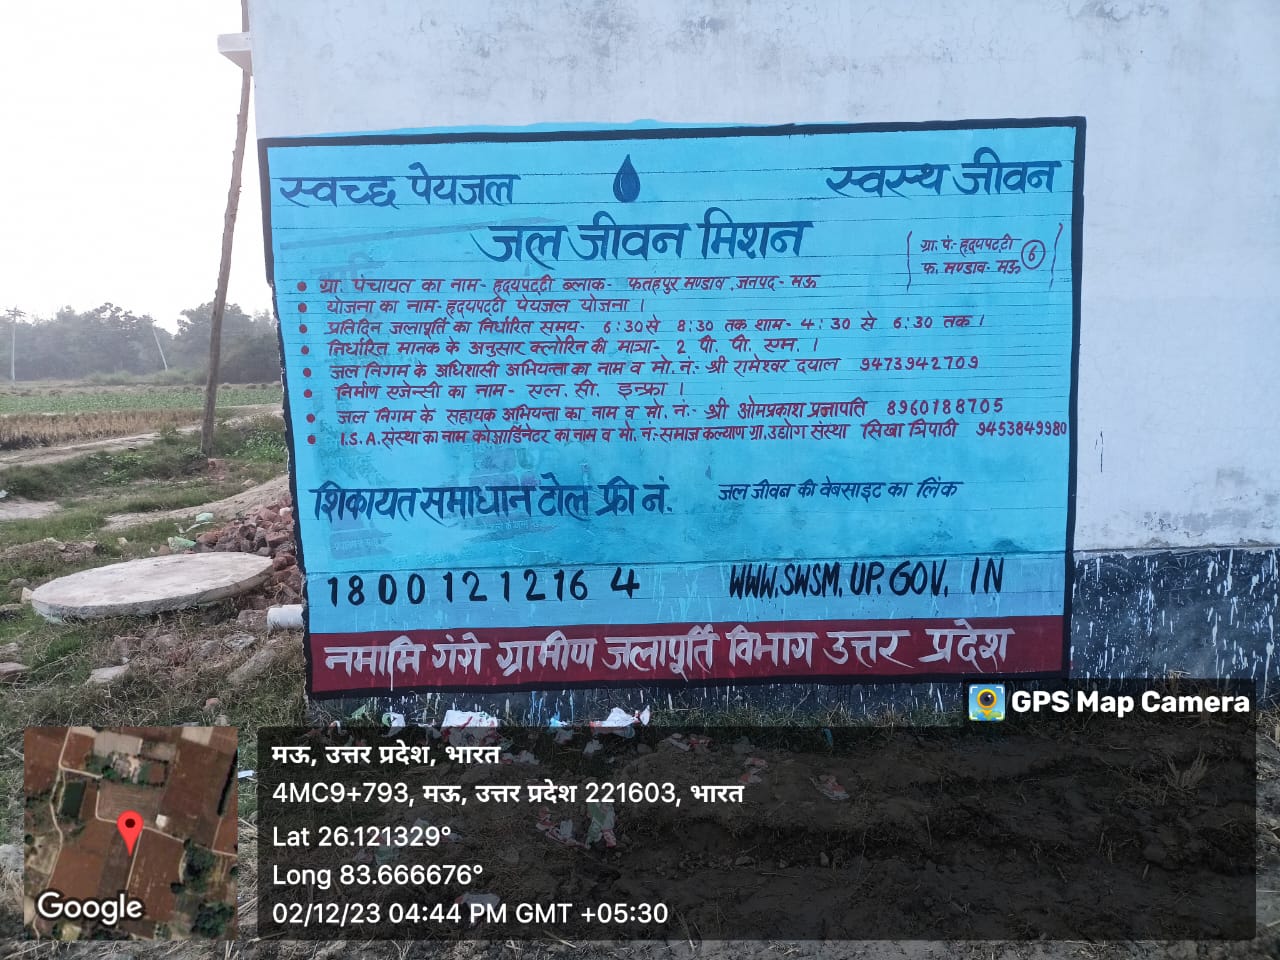 स्वच्छ पेयजल
स्वस्थ जीवन
जल जीवन मिशन
ग्रा. पं:- हृदयपट्टी
फ. मण्डाव- मऊ
6
ग्रा. पंचायत का नाम- हृदयपट्टी ब्लाक- फतहपुर मण्डाव, जनपद- मऊ
योजना का नाम- हृदयपट्टी पेयजल योजना ।
प्रतिदिन जलापूर्ति का निर्धारित समय- 6:30 से 8:30 तक शाम- 4:30 से 6:30 तक ।
निर्धारित मानक के अनुसार क्लोरिन की मात्रा- 2 पी. पी. एम. ।
जल निगम के अधिशासी अभियन्ता का नाम व मो. नं:- श्री रामेश्वर दयाल 9473942709
निर्माण एजेन्सी का नाम- एल. सी. इन्फ्रा ।
जल निगम के सहायक अभियन्ता का नाम व मो. नं:- श्री ओमप्रकाश प्रजापति 8960188705
I.S.A. संस्था का नाम कोआर्डिनेटर का नाम व मो. नं:- समाज कल्याण ग्रा. उद्योग संस्था सिखा त्रिपाठी 9453849980
शिकायत समाधान टोल फ्री नं.
जल जीवन की वेबसाइट का लिंक
1800 121 2164
WWW.SWSM.UP.GOV. IN
नमामि गंगे ग्रामीण जलापूर्ति विभाग उत्तर प्रदेश
GPS Map Camera
मऊ, उत्तर प्रदेश, भारत
4MC9+793, मऊ, उत्तर प्रदेश 221603, भारत
Lat 26.121329°
Long 83.666676°
02/12/23 04:44 PM GMT +05:30
Google